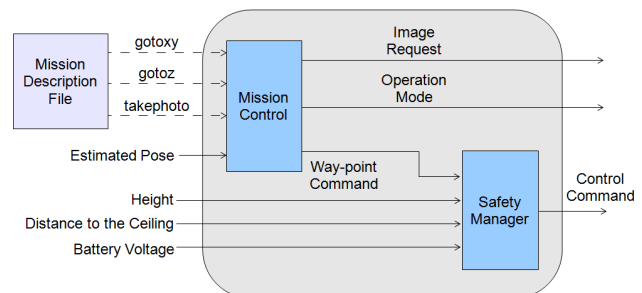 Mission
Description
File
gotoxy
gotoz
takephoto
Estimated Pose
Mission
Control
Image
Request
Operation
Mode
Way-point
Command
Height
Distance to the Ceiling
Battery Voltage
Safety
Manager
Control
Command